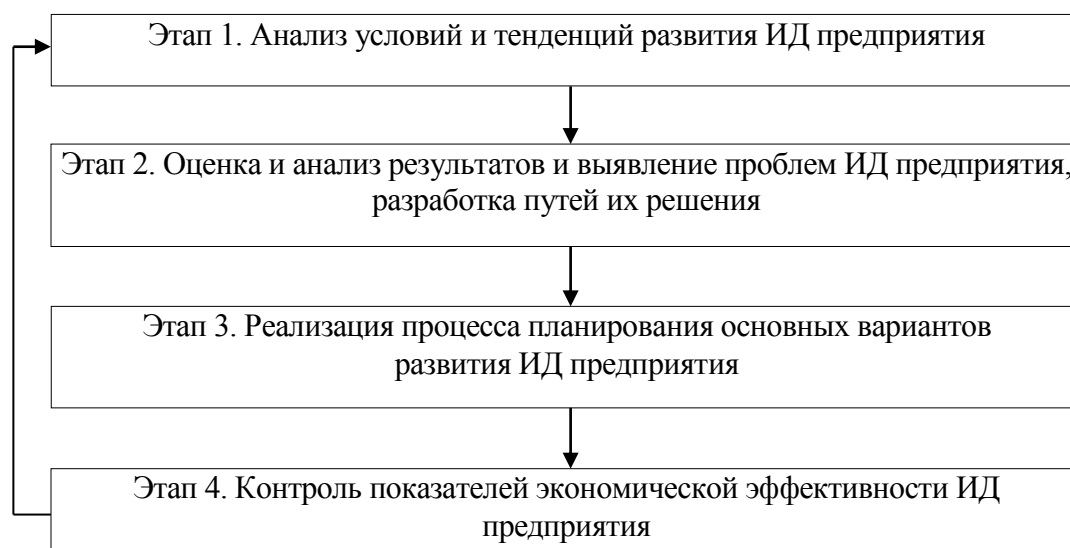 Этап 1. Анализ условий и тенденций развития ИД предприятия
Этап 2. Оценка и анализ результатов и выявление проблем ИД предприятия,
разработка путей их решения
Этап 3. Реализация процесса планирования основных вариантов
развития ИД предприятия
Этап 4. Контроль показателей экономической эффективности ИД
предприятия